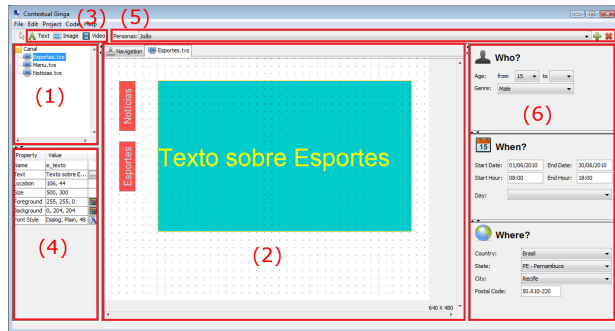 Contextual Ginga
File Edit Project Code Help
(3)
(5)
Text Image Video
Personas: João
Canal
Esportes.tvs
Menu.tvs
Noticias.tvs
(1)
Property Value
Name e_texto
Text Texto sobre E... ...
Location 106, 44
Size 500, 300
Foreground 255, 255, 0
Background 0, 204, 204
Font Style Dialog, Plain, 48
(4)
Navigation Esportes.tvs
Notícias
Esportes
Texto sobre Esportes
(2)
640 X 480
Who?
Age: from 15 to
Genre: Male
(6)
15 When?
Start Date: 01/06/2010 End Date: 30/06/2010
Start Hour: 08:00 End Hour: 18:00
Day:
Where?
Country: Brasil
State: PE - Pernambuco
City: Recife
Postal Code: 50.610-220